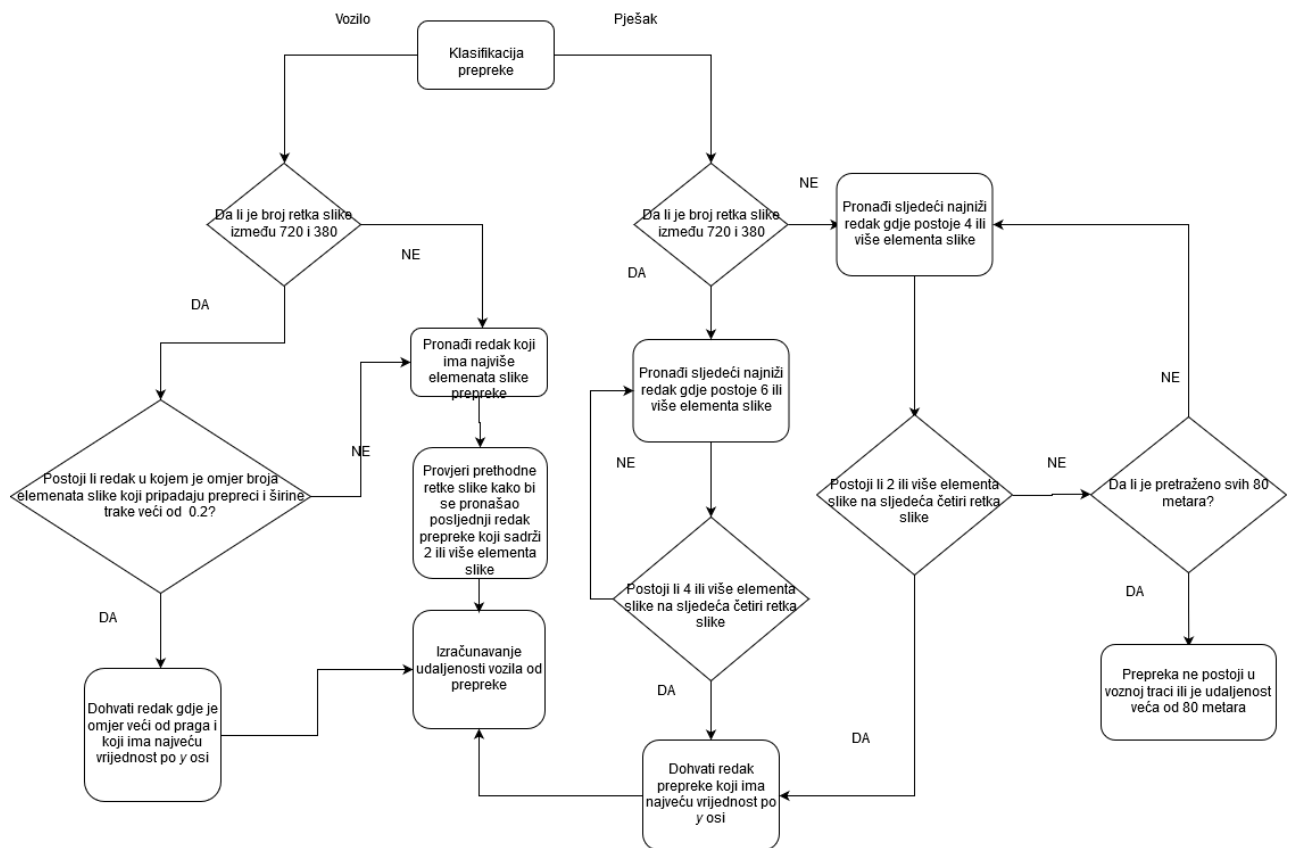 Vozilo
Pješak
Klasifikacija
prepreke
Da li je broj retka slike
između 720 i 380
NE
DA
Postoji li redak u kojem je omjer broja
elemenata slike koji pripadaju prepreci i širine
trake veći od  0.2?
NE
DA
Dohvati redak gdje je
omjer veći od praga i
koji ima najveću
vrijednost po y osi
Pronađi redak koji
ima najviše
elemenata slike
prepreke
Provjeri prethodne
retke slike kako bi
se pronašao
posljednji redak
prepreke koji sadrži
2 ili više elementa
slike
Izračunavanje
udaljenosti vozila od
prepreke
Da li je broj retka slike
između 720 i 380
NE
DA
Pronađi sljedeći najniži
redak gdje postoje 6 ili
više elementa slike
NE
Postoji li 4 ili više elementa
slike na sljedeća četiri retka
slike
DA
Dohvati redak
prepreke koji ima
najveću vrijednost po
y osi
Pronađi sljedeći najniži
redak gdje postoje 4 ili
više elementa slike
Postoji li 2 ili više elementa
slike na sljedeća četiri retka
slike
NE
DA
Da li je pretraženo svih 80
metara?
NE
DA
Prepreka ne postoji u
voznoj traci ili je udaljenost
veća od 80 metara